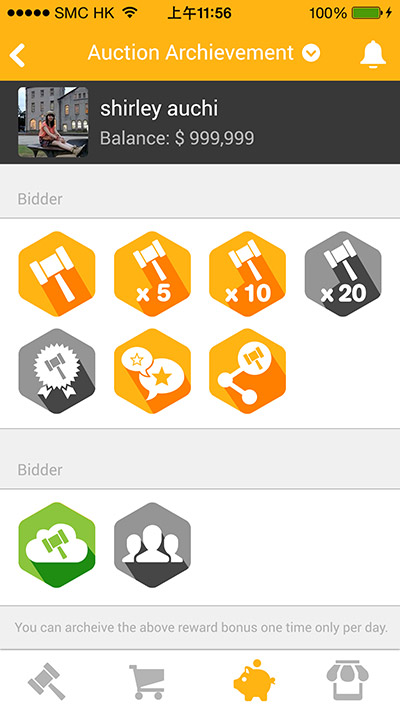 SMC HK 上午11:56 100%
Auction Archievement
shirley auchi
Balance: $ 999,999
Bidder
x 5 x 10 x 20
Bidder
You can archeive the above reward bonus one time only per day.